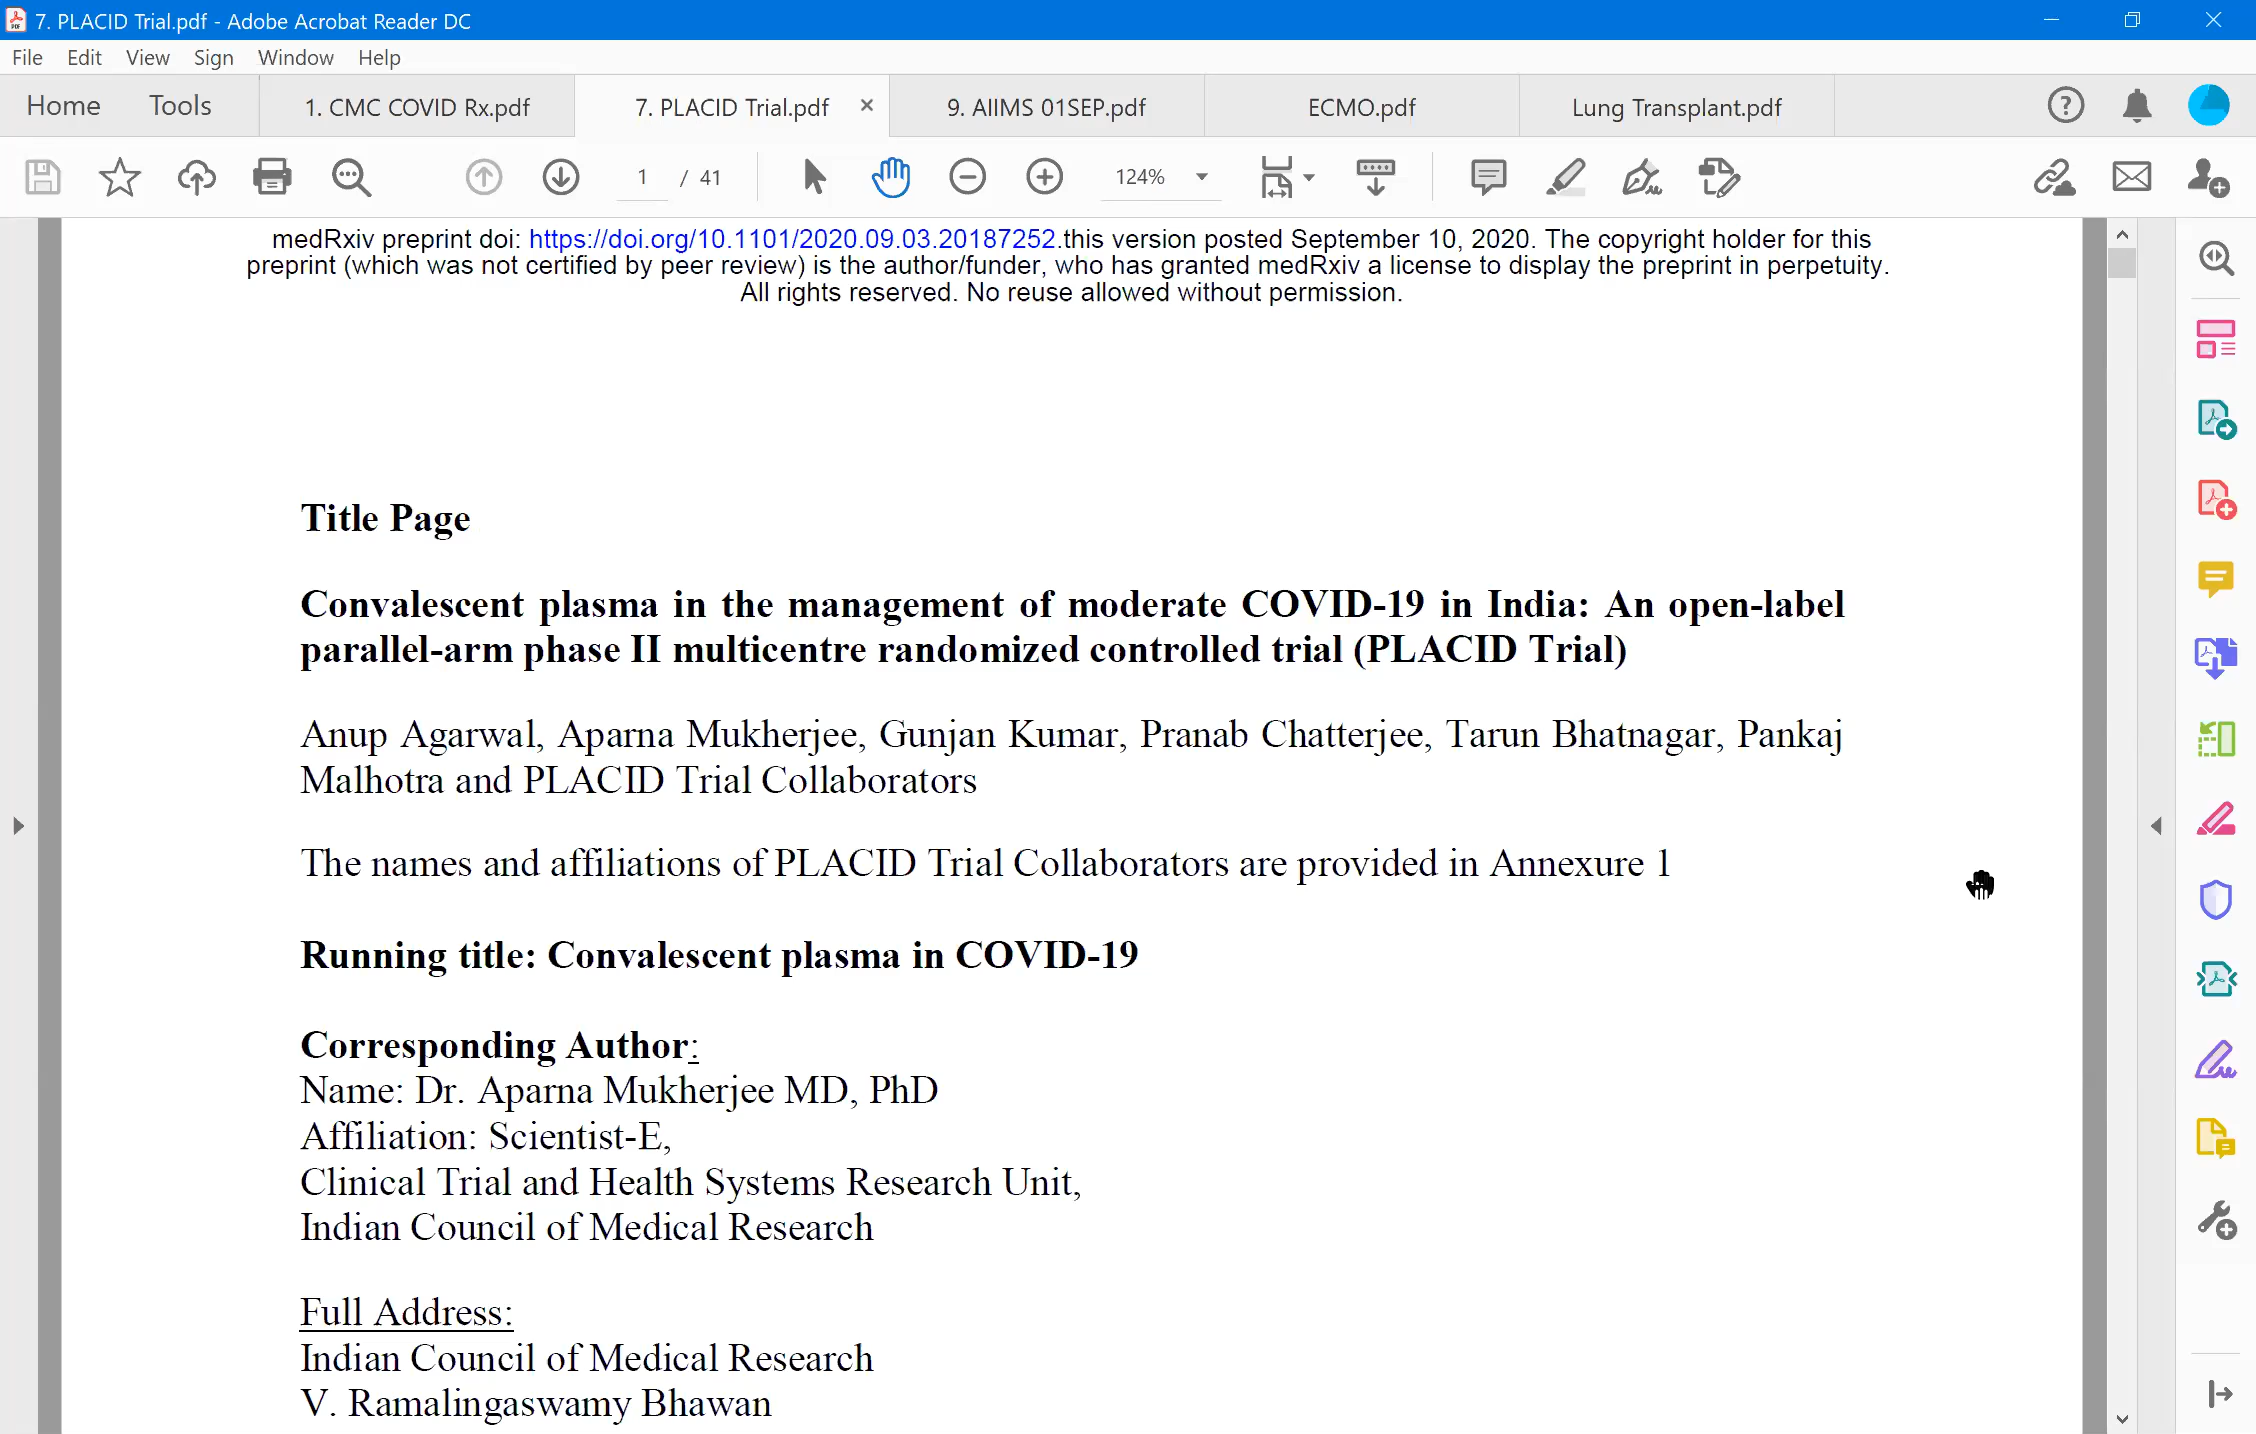 7. PLACID Trial.pdf - Adobe Acrobat Reader DC
File Edit View Sign Window Help
Home Tools 1. CMC COVID Rx.pdf 7. PLACID Trial.pdf × 9. AIIMS 01SEP.pdf ECMO.pdf Lung Transplant.pdf
1 / 41 124%
medRxiv preprint doi: https://doi.org/10.1101/2020.09.03.20187252.this version posted September 10, 2020. The copyright holder for this
preprint (which was not certified by peer review) is the author/funder, who has granted medRxiv a license to display the preprint in perpetuity.
All rights reserved. No reuse allowed without permission.
Title Page
Convalescent plasma in the management of moderate COVID-19 in India: An open-label
parallel-arm phase II multicentre randomized controlled trial (PLACID Trial)
Anup Agarwal, Aparna Mukherjee, Gunjan Kumar, Pranab Chatterjee, Tarun Bhatnagar, Pankaj
Malhotra and PLACID Trial Collaborators
The names and affiliations of PLACID Trial Collaborators are provided in Annexure 1
Running title: Convalescent plasma in COVID-19
Corresponding Author:
Name: Dr. Aparna Mukherjee MD, PhD
Affiliation: Scientist-E,
Clinical Trial and Health Systems Research Unit,
Indian Council of Medical Research
Full Address:
Indian Council of Medical Research
V. Ramalingaswamy Bhawan